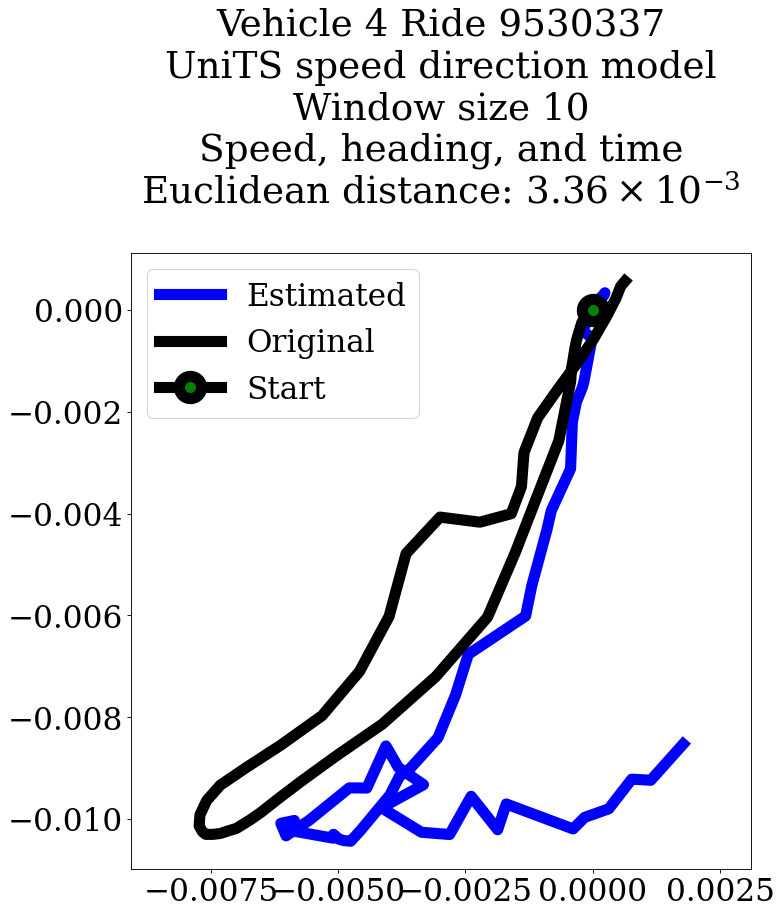 Vehicle 4 Ride 9530337
UniTS speed direction model
Window size 10
Speed, heading, and time
Euclidean distance: 3.36 × 10⁻³
Estimated
Original
Start
0.000
−0.002
−0.004
−0.006
−0.008
−0.010
−0.0075 −0.0050 −0.0025 0.0000 0.0025